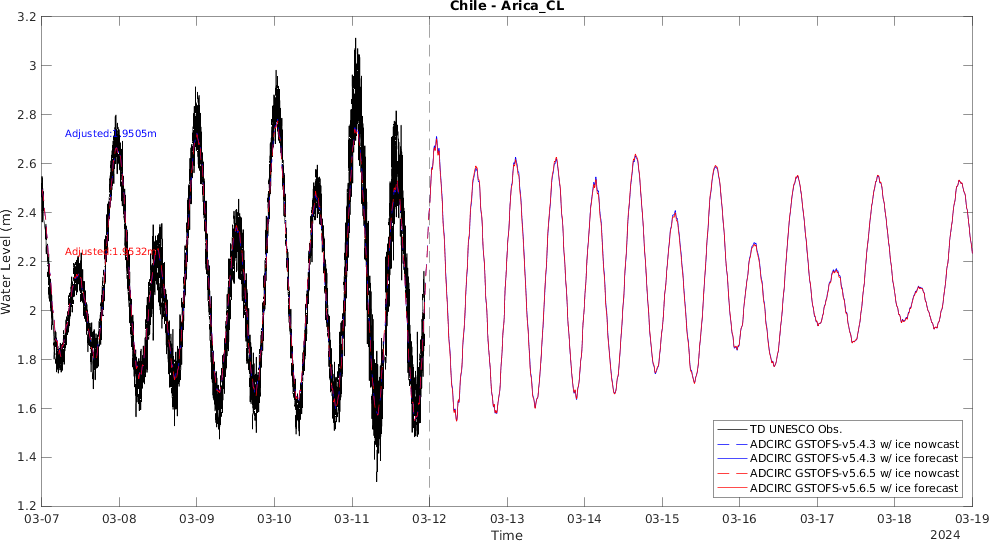 Chile - Arica_CL
3.2
3
2.8
2.6
2.4
2.2
2
1.8
1.6
1.4
1.2
Water Level (m)
Adjusted:1.9505m
Adjusted:1.9532m
TD UNESCO Obs.
ADCIRC GSTOFS-v5.4.3 w/ ice nowcast
ADCIRC GSTOFS-v5.4.3 w/ ice forecast
ADCIRC GSTOFS-v5.6.5 w/ ice nowcast
ADCIRC GSTOFS-v5.6.5 w/ ice forecast
03-07 03-08 03-09 03-10 03-11 03-12 03-13 03-14 03-15 03-16 03-17 03-18 03-19
Time
2024